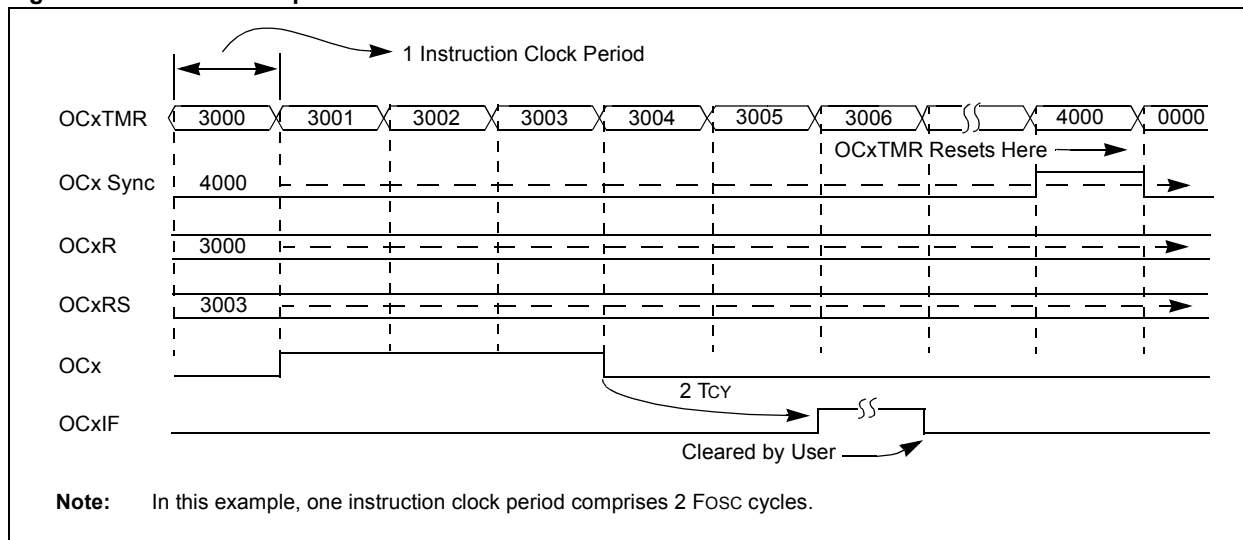 1 Instruction Clock Period
OCxTMR 3000 3001 3002 3003 3004 3005 3006 4000 0000
OCxTMR Resets Here
OCx Sync 4000
OCxR 3000
OCxRS 3003
OCx
2 TCY
OCxIF
Cleared by User
Note: In this example, one instruction clock period comprises 2 FOSC cycles.